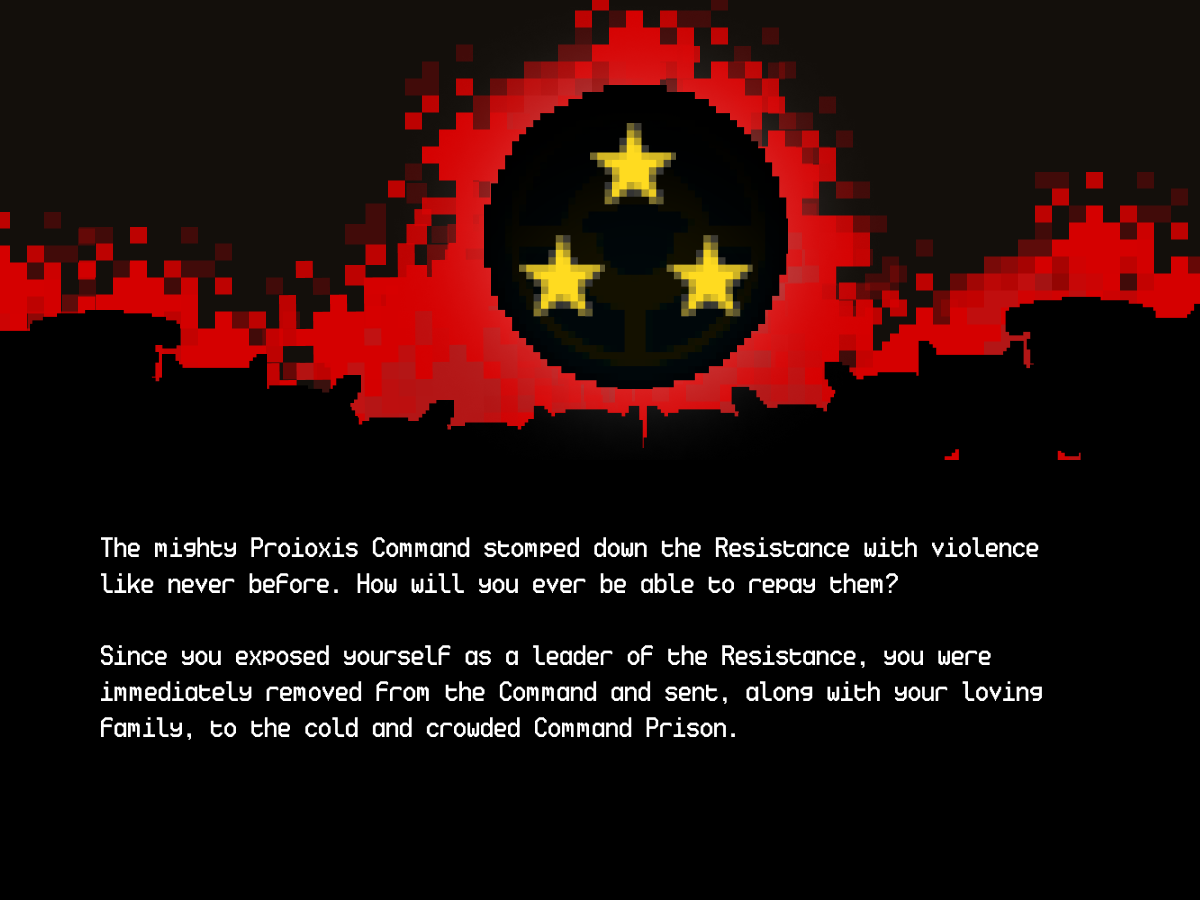 The mighty Proioxis Command stomped down the Resistance with violence
like never before. How will you ever be able to repay them?
Since you exposed yourself as a leader of the Resistance, you were
immediately removed from the Command and sent, along with your loving
family, to the cold and crowded Command Prison.